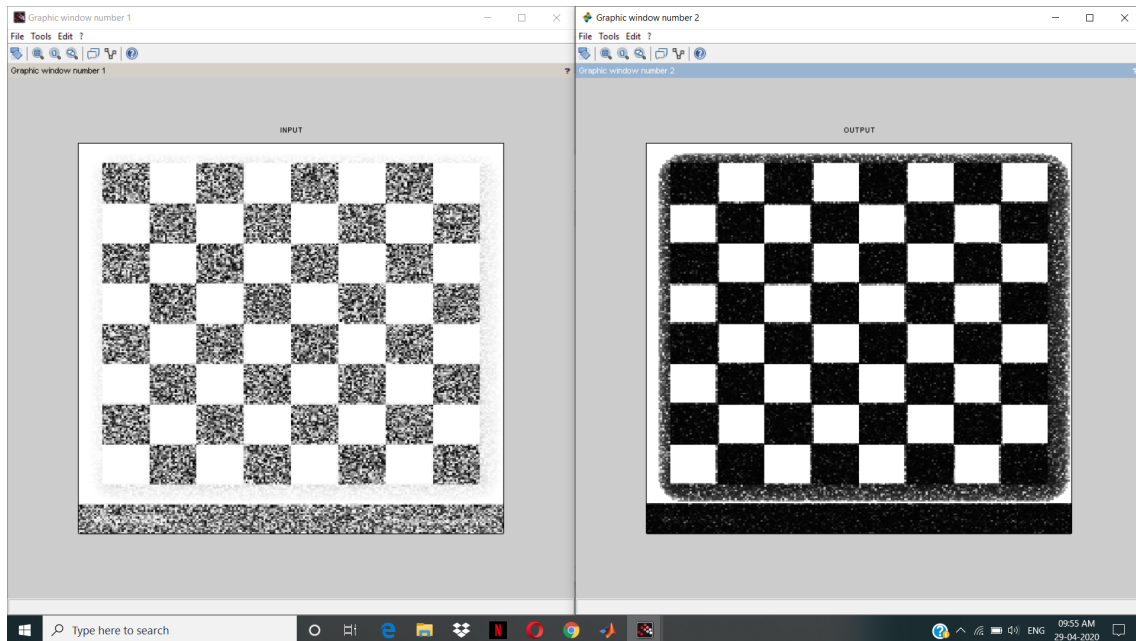 Graphic window number 1
File Tools Edit ?
Graphic window number 1
?
INPUT
Graphic window number 2
File Tools Edit ?
Graphic window number 2
OUTPUT
Type here to search
N
ENG
09:55 AM
29-04-2020